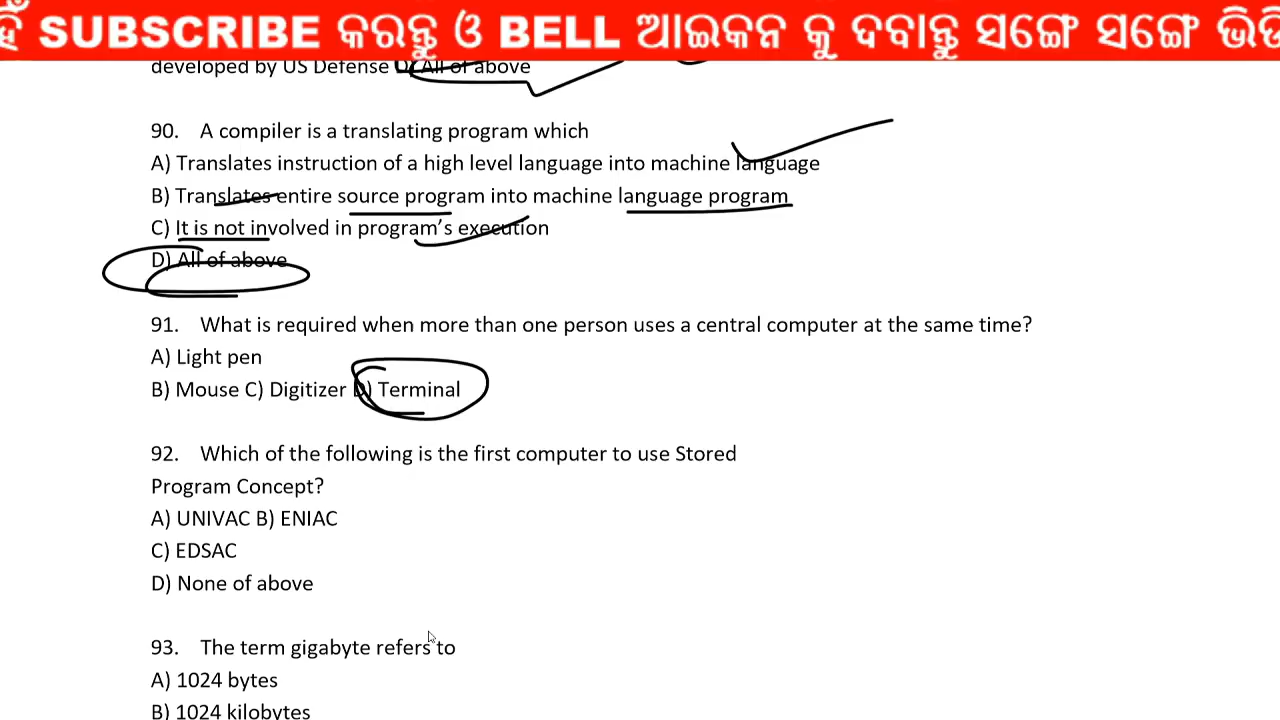 ହିଁ SUBSCRIBE କରନ୍ତୁ ଓ BELL ଆଇକନ କୁ ଦବାନ୍ତୁ ସଙ୍ଗେ ସଙ୍ଗେ ଭିଡି
developed by US Defense D) All of above
90. A compiler is a translating program which
A) Translates instruction of a high level language into machine language
B) Translates entire source program into machine language program
C) It is not involved in program’s execution
D) All of above
91. What is required when more than one person uses a central computer at the same time?
A) Light pen
B) Mouse C) Digitizer D) Terminal
92. Which of the following is the first computer to use Stored
Program Concept?
A) UNIVAC B) ENIAC
C) EDSAC
D) None of above
93. The term gigabyte refers to
A) 1024 bytes
B) 1024 kilobytes